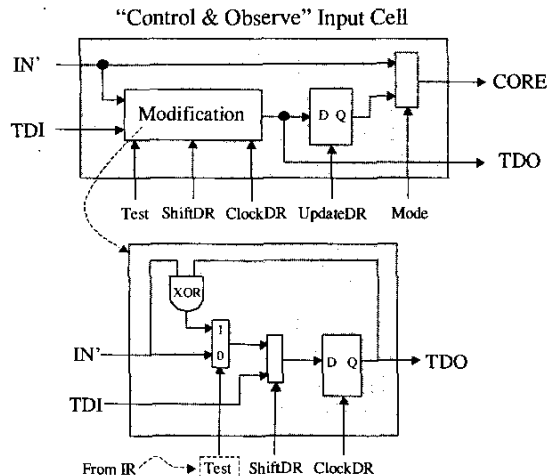 “Control & Observe” Input Cell
IN'
CORE
Modification
D Q
TDI
TDO
Test ShiftDR ClockDR UpdateDR Mode
XOR
1
0
D Q
IN'
TDO
TDI
From IR Test ShiftDR ClockDR